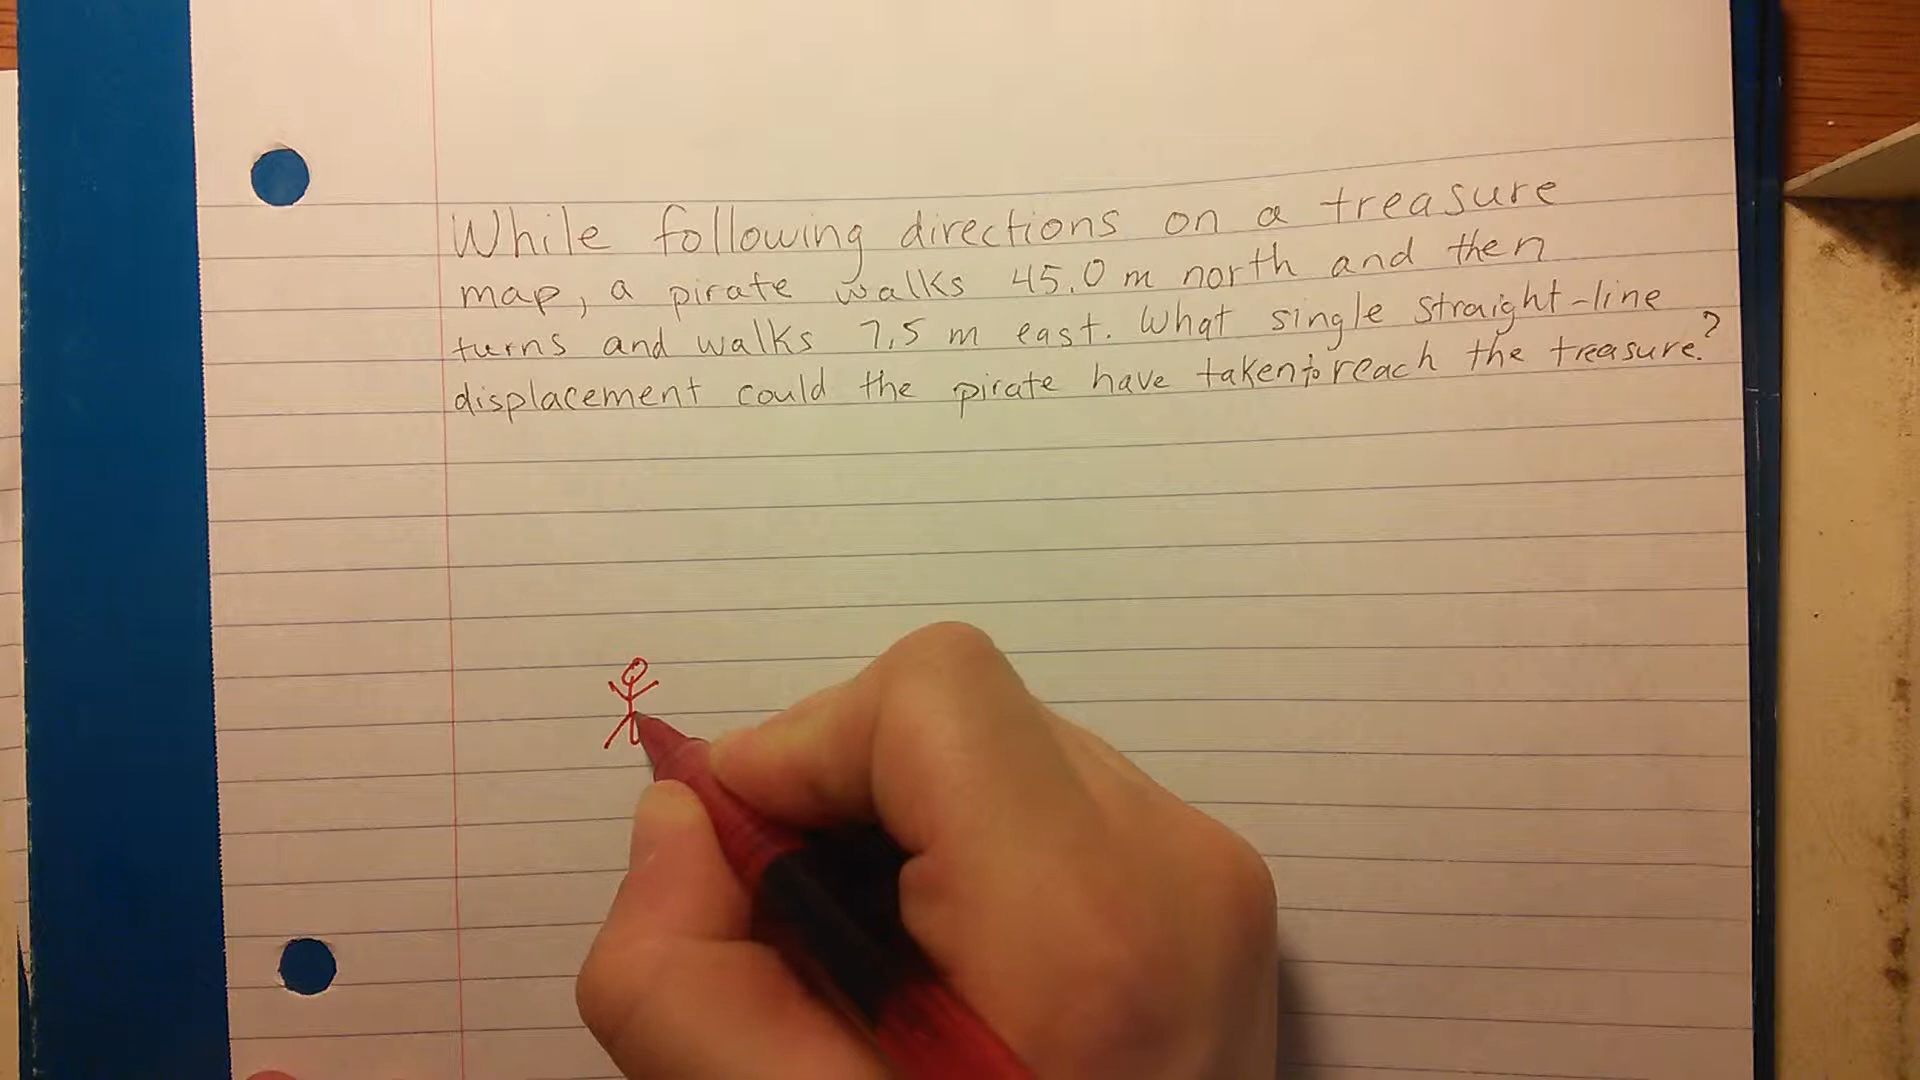 While following directions on a treasure
map, a pirate walks 45.0 m north and then
turns and walks 7.5 m east. What single straight-line
displacement could the pirate have taken to reach the treasure?